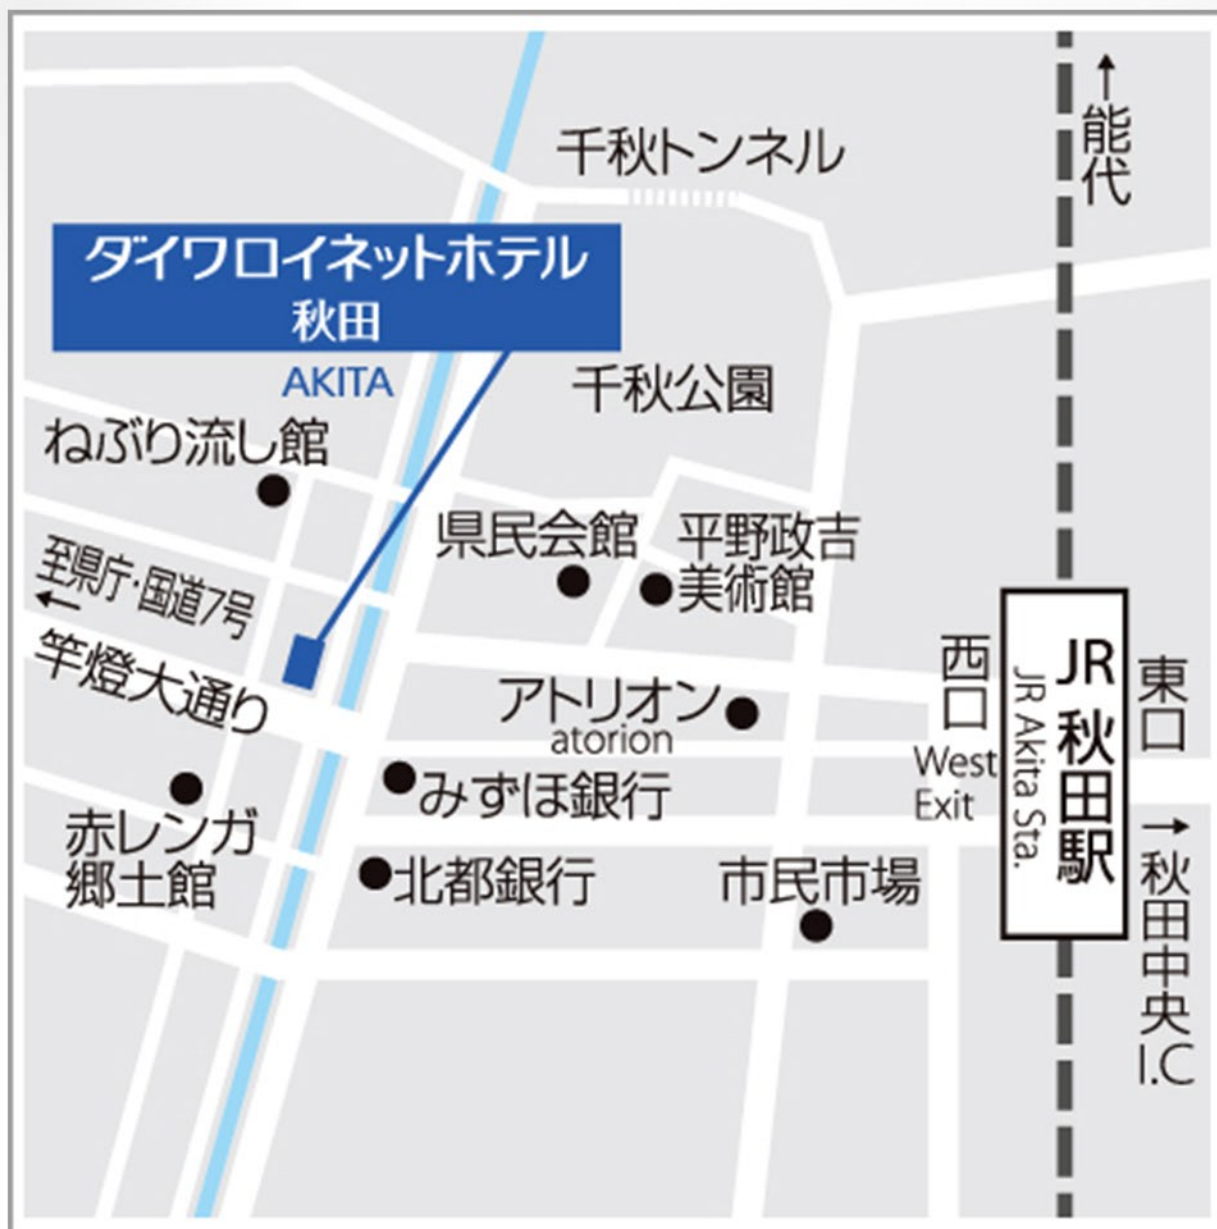 ↑
能代
千秋トンネル
ダイワロイネットホテル
秋田
AKITA
千秋公園
ねぶり流し館
県民会館
平野政吉
美術館
至県庁・国道7号
←
竿燈大通り
アトリオン
atorion
西口
West
Exit
JR 秋田駅
JR Akita Sta.
東口
みずほ銀行
赤レンガ
郷土館
北都銀行
市民市場
→
秋田中央
I.C